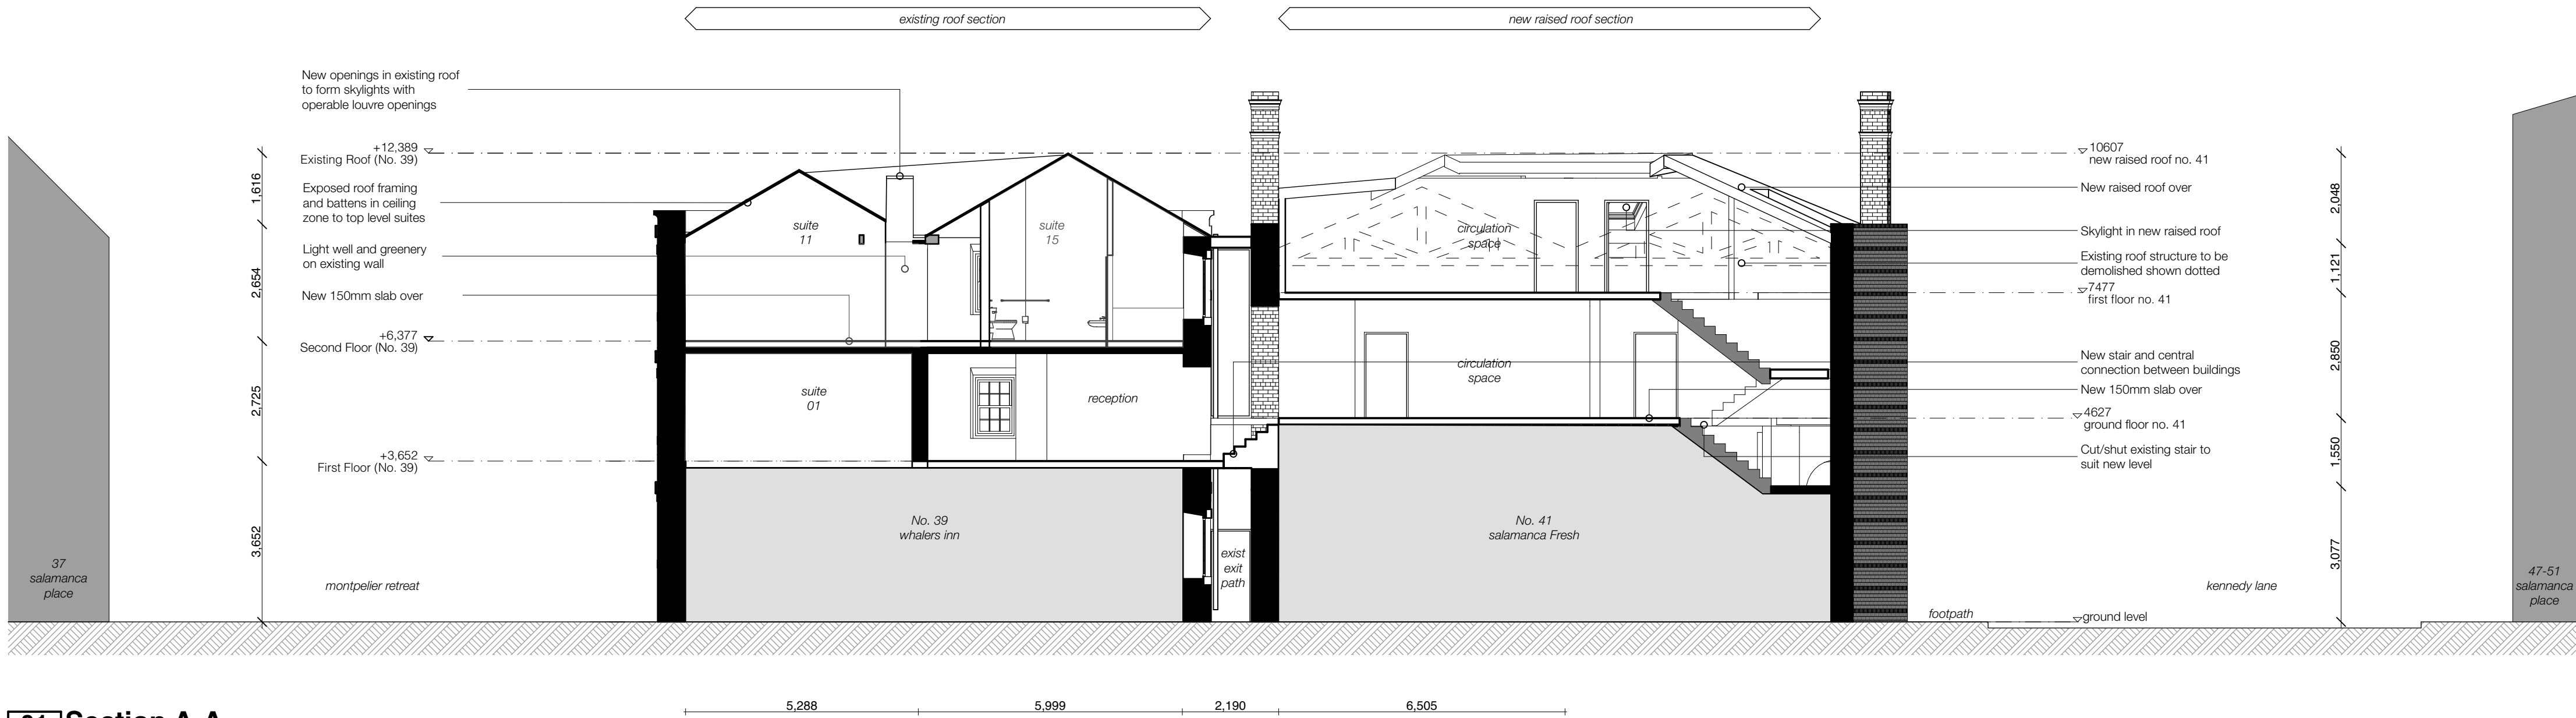 existing roof section
new raised roof section
New openings in existing roof
to form skylights with
operable louvre openings
+12,389
Existing Roof (No. 39)
Exposed roof framing
and battens in ceiling
zone to top level suites
Light well and greenery
on existing wall
New 150mm slab over
+6,377
Second Floor (No. 39)
+3,652
First Floor (No. 39)
1,616
2,654
2,725
3,652
37
salamanca
place
montpelier retreat
suite
11
suite
15
suite
01
reception
No. 39
whalers inn
exist
exit
path
circulation
space
circulation
space
No. 41
salamanca Fresh
10607
new raised roof no. 41
New raised roof over
Skylight in new raised roof
Existing roof structure to be
demolished shown dotted
7477
first floor no. 41
New stair and central
connection between buildings
New 150mm slab over
4627
ground floor no. 41
Cut/shut existing stair to
suit new level
footpath
ground level
kennedy lane
2,048
1,121
2,850
1,550
3,077
47-51
salamanca
place
5,288
5,999
2,190
6,505
Section A-A